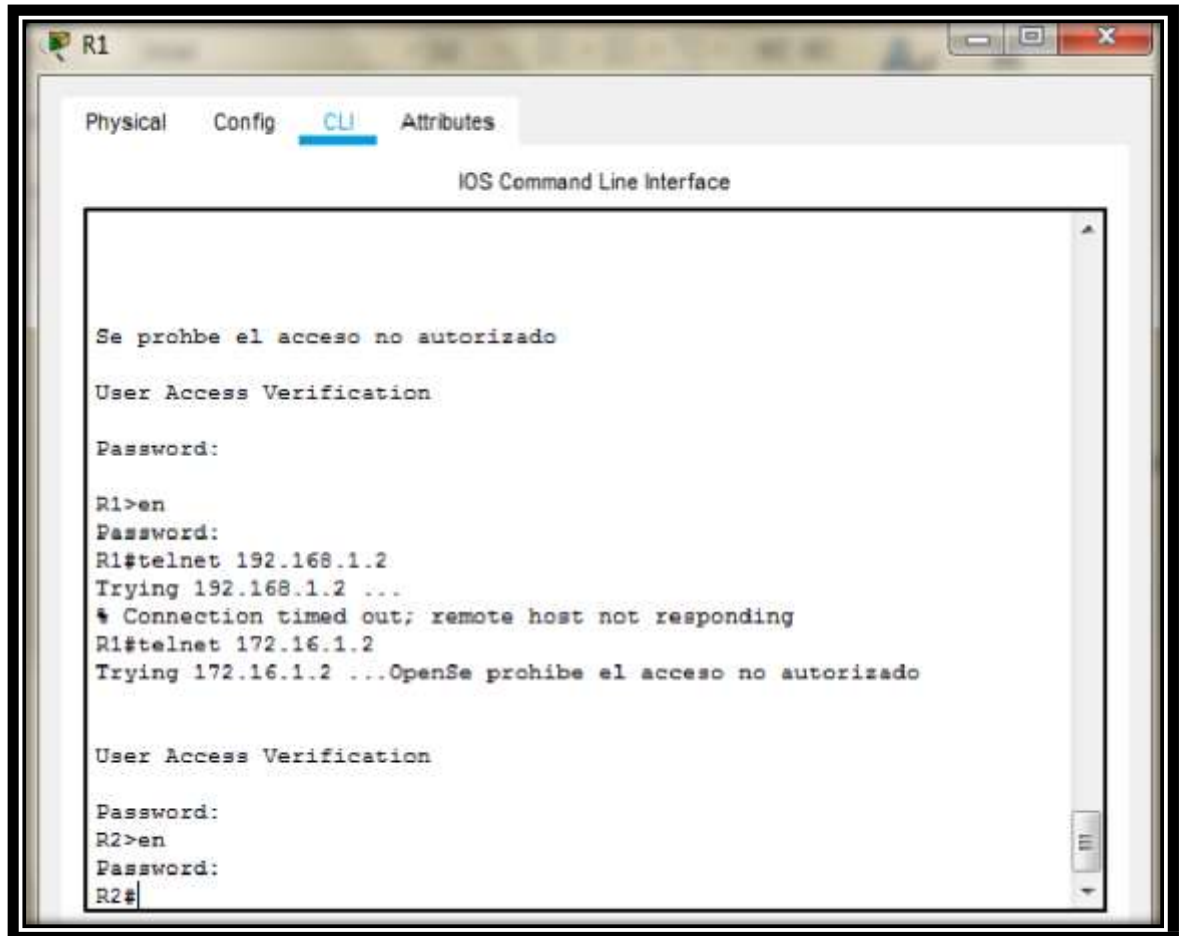 R1
Physical Config CLI Attributes
IOS Command Line Interface
Se prohbe el acceso no autorizado
User Access Verification
Password:
R1>en
Password:
R1#telnet 192.168.1.2
Trying 192.168.1.2 ...
% Connection timed out; remote host not responding
R1#telnet 172.16.1.2
Trying 172.16.1.2 ...OpenSe prohibe el acceso no autorizado
User Access Verification
Password:
R2>en
Password:
R2#